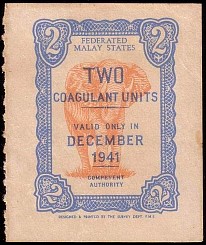 2 2
FEDERATED
MALAY STATES
TWO
COAGULANT UNITS
VALID ONLY IN
DECEMBER
1941
COMPETENT
AUTHORITY
2 2
DESIGNED & PRINTED BY THE SURVEY DEPT. F.M.S.